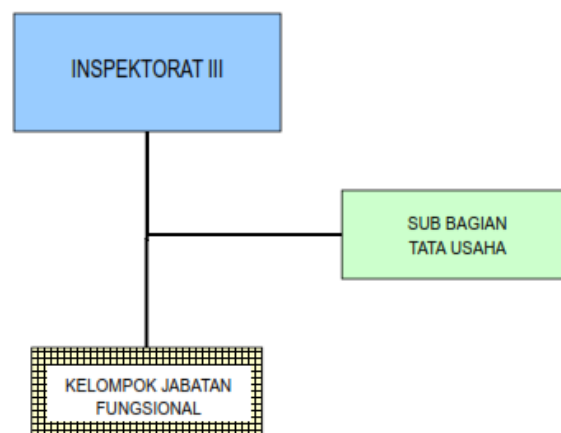 INSPEKTORAT III
SUB BAGIAN
TATA USAHA
KELOMPOK JABATAN
FUNGSIONAL